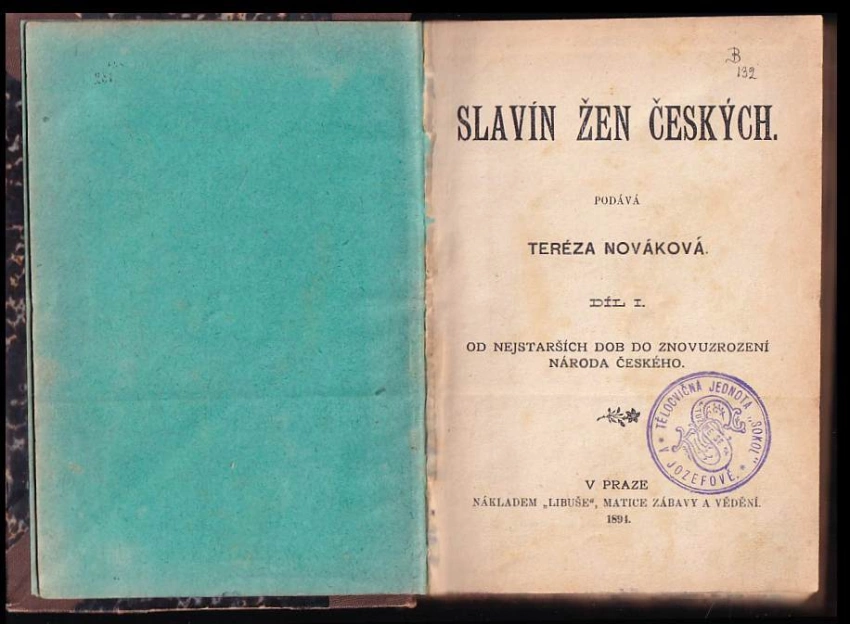 B
132
SLAVÍN ŽEN ČESKÝCH.
PODÁVÁ
TERÉZA NOVÁKOVÁ.
DÍL I.
OD NEJSTARŠÍCH DOB DO ZNOVUZROZENÍ
NÁRODA ČESKÉHO.
TĚLOCVIČNÁ JEDNOTA „SOKOL“
V JOZEFOVĚ.
V PRAZE
NÁKLADEM „LIBUŠE“, MATICE ZÁBAVY A VĚDĚNÍ.
1894.